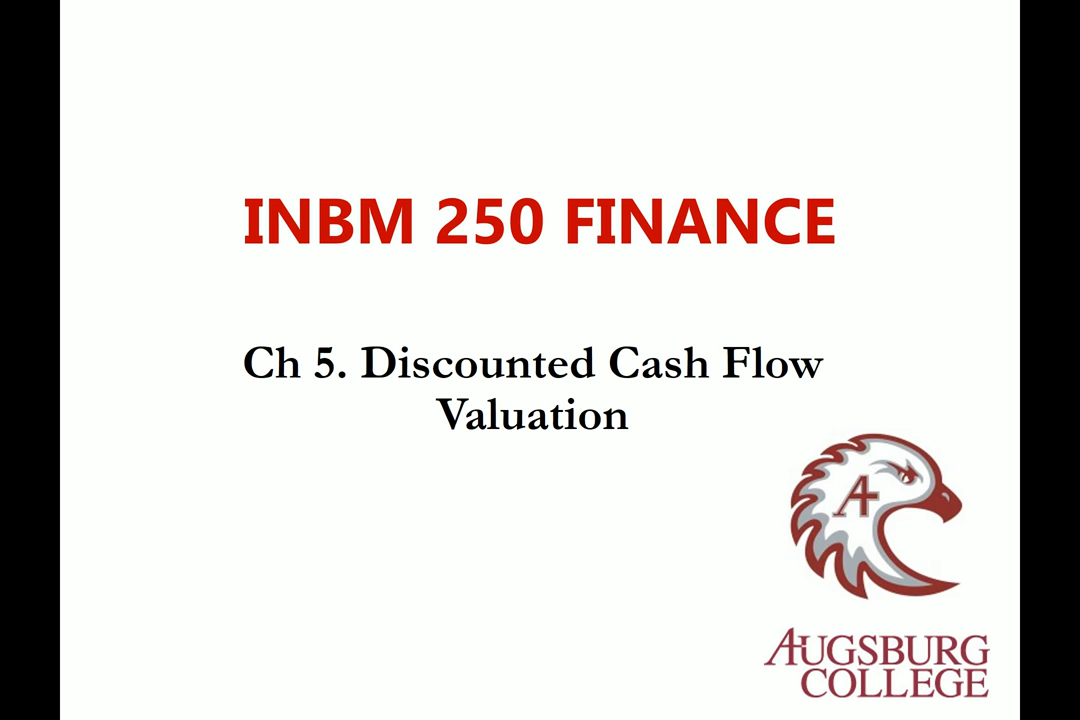 INBM 250 FINANCE
Ch 5. Discounted Cash Flow
Valuation
A
AUGSBURG
COLLEGE